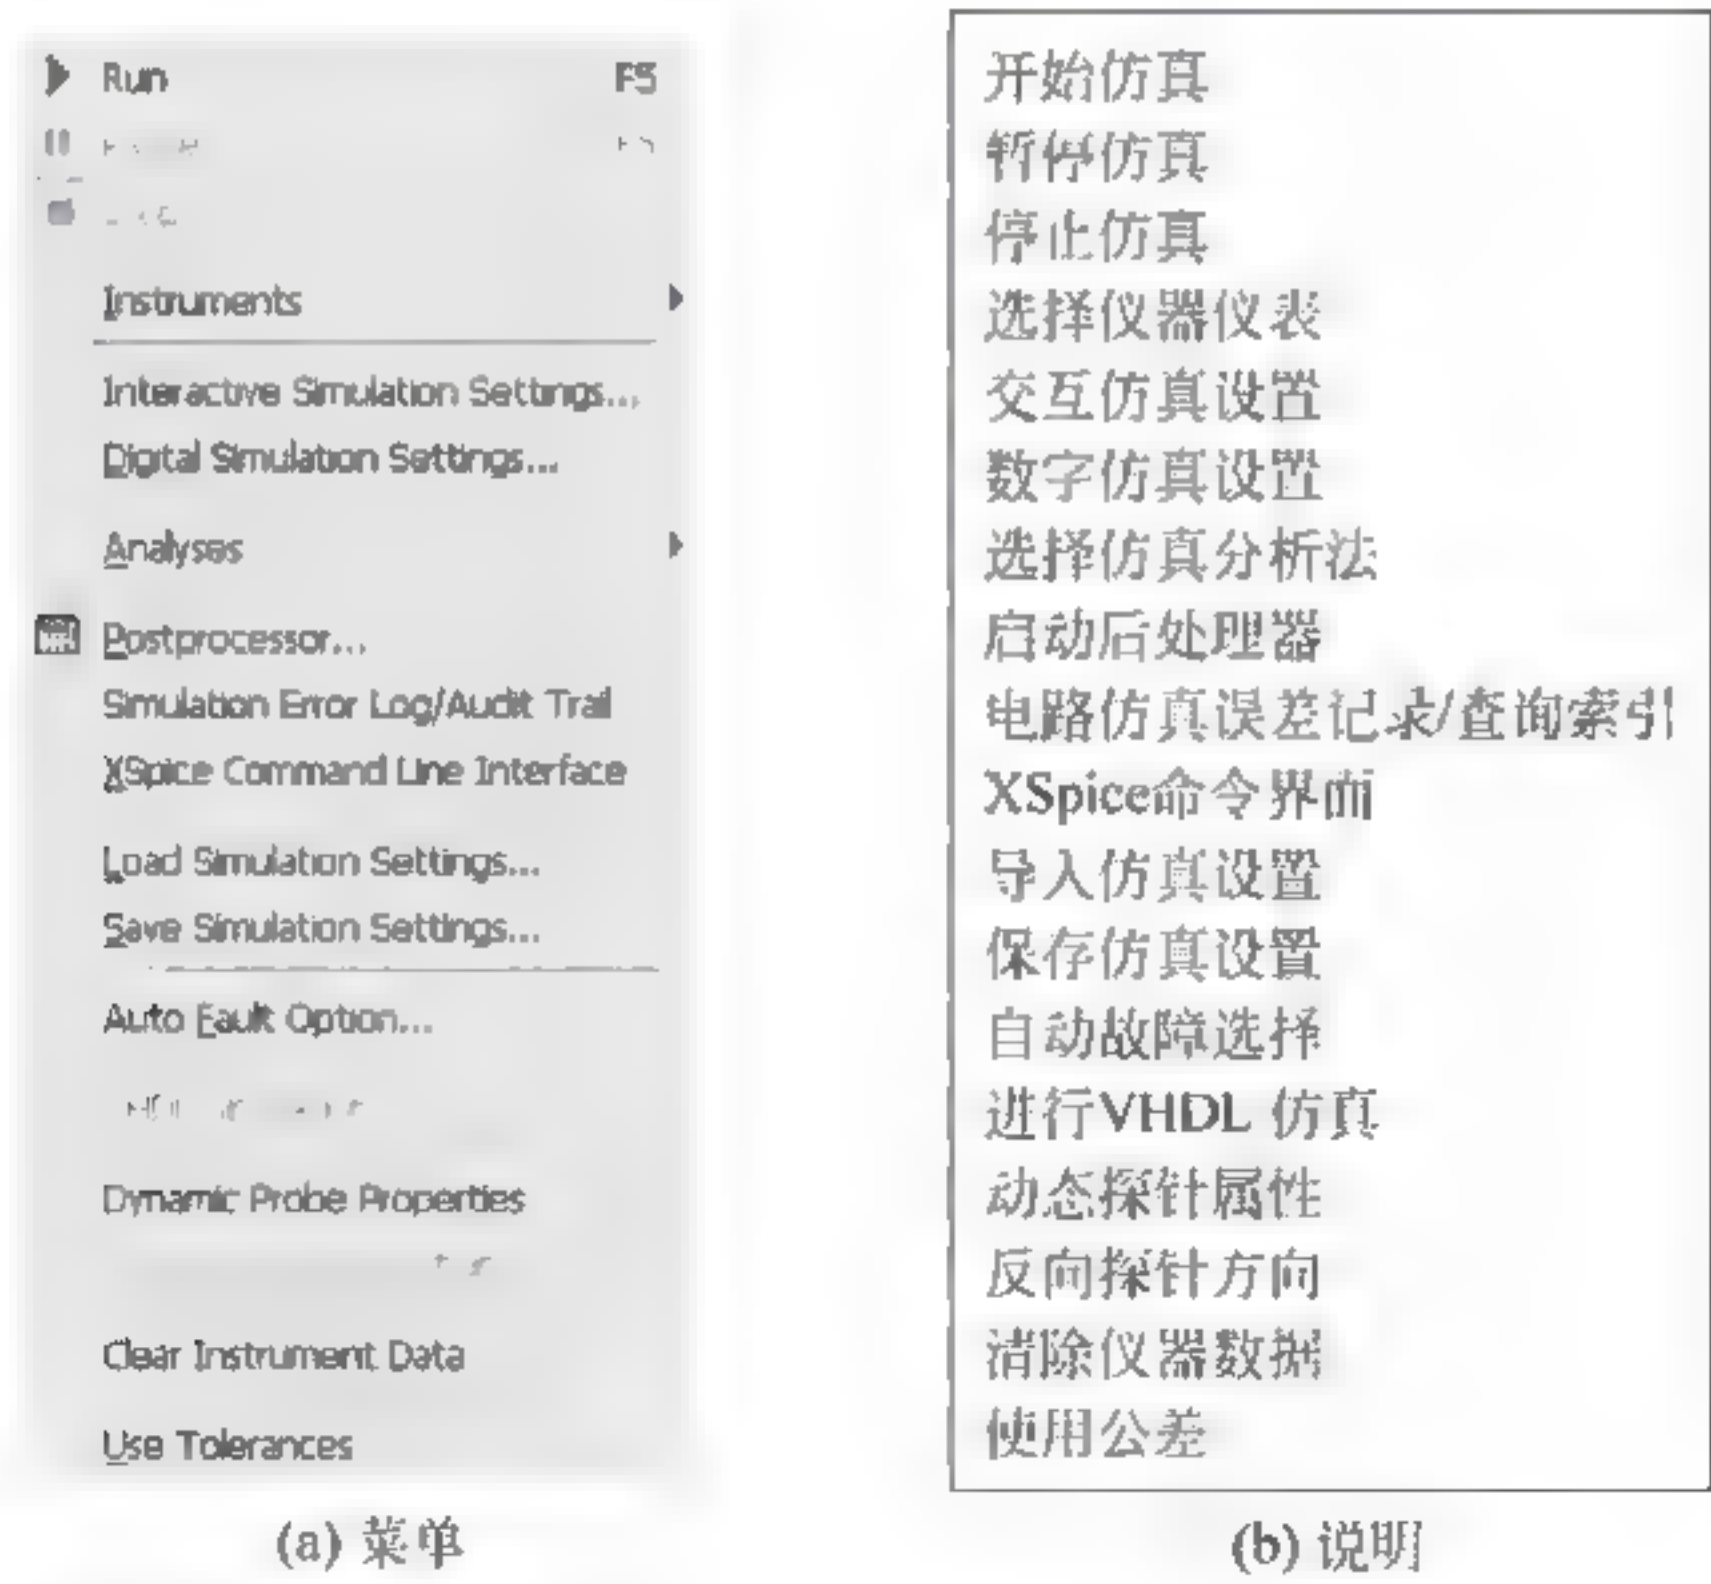 Run F5
Instruments
Interactive Simulation Settings...
Digital Simulation Settings...
Analyses
Postprocessor...
Simulation Error Log/Audit Trail
XSpice Command Line Interface
Load Simulation Settings...
Save Simulation Settings...
Auto Fault Option...
Dynamic Probe Properties
Clear Instrument Data
Use Tolerances
(a) 菜单
开始仿真
暂停仿真
停止仿真
选择仪器仪表
交互仿真设置
数字仿真设置
选择仿真分析法
启动后处理器
电路仿真误差记录/查询索引
XSpice命令界面
导入仿真设置
保存仿真设置
自动故障选择
进行VHDL 仿真
动态探针属性
反向探针方向
清除仪器数据
使用公差
(b) 说明